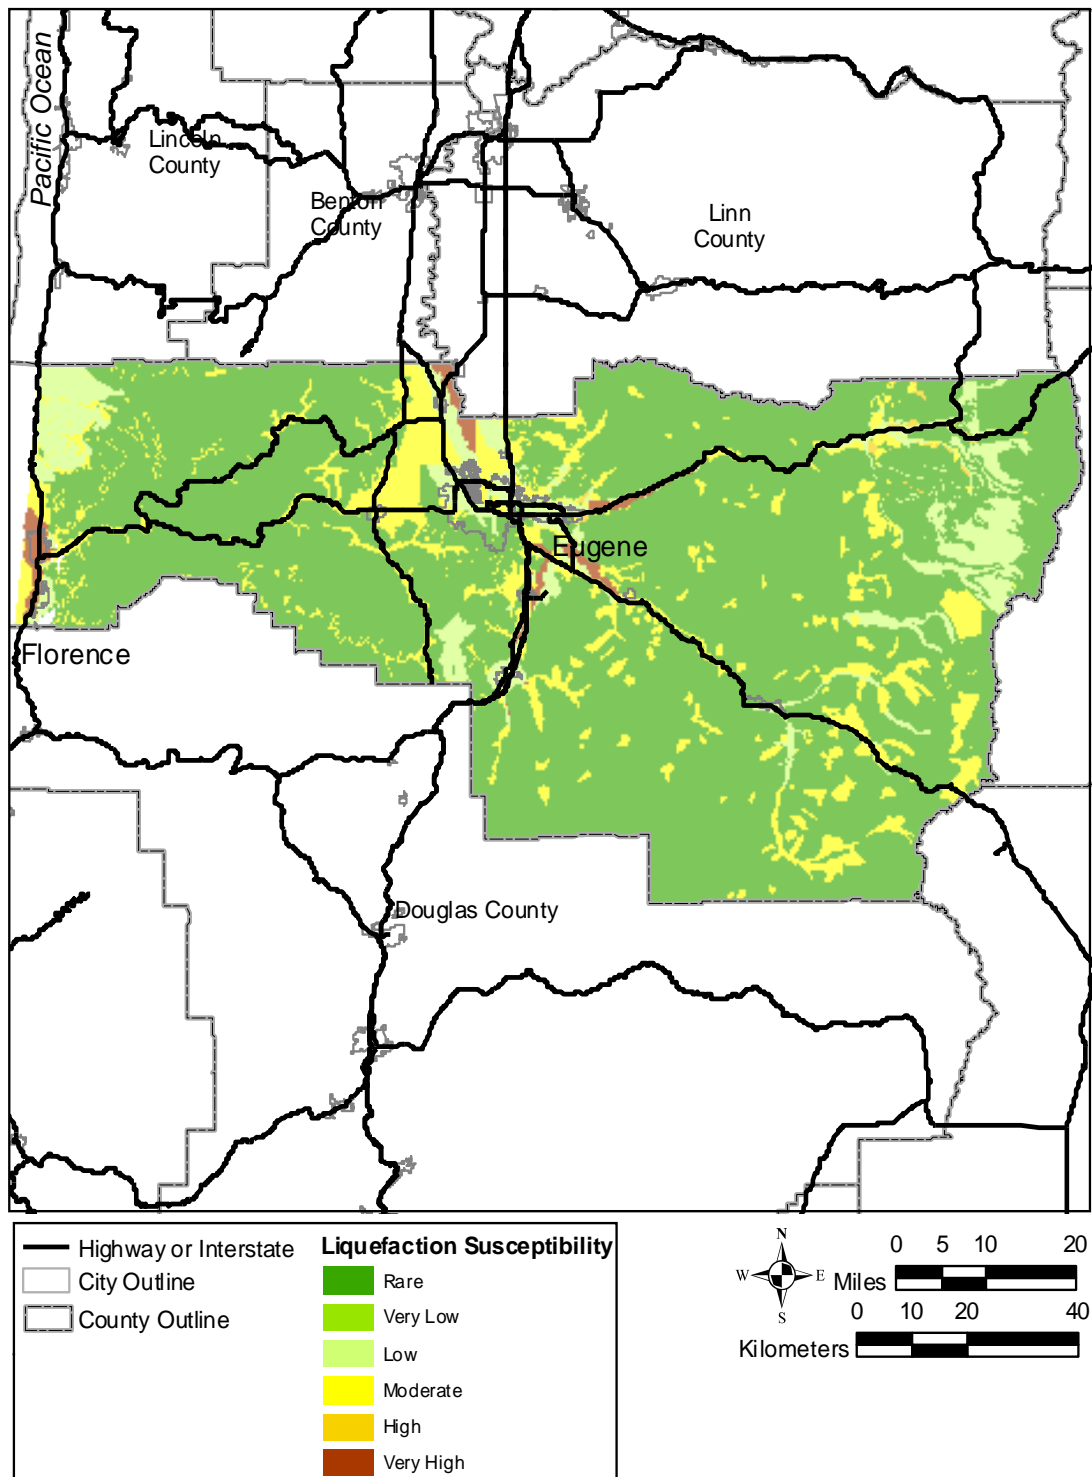 Pacific Ocean
Lincoln
County
Benton
County
Linn
County
Eugene
Florence
Douglas County
Highway or Interstate
City Outline
County Outline
Liquefaction Susceptibility
Rare
Very Low
Low
Moderate
High
Very High
N
W
E
S
0 5 10 20
Miles
0 10 20 40
Kilometers